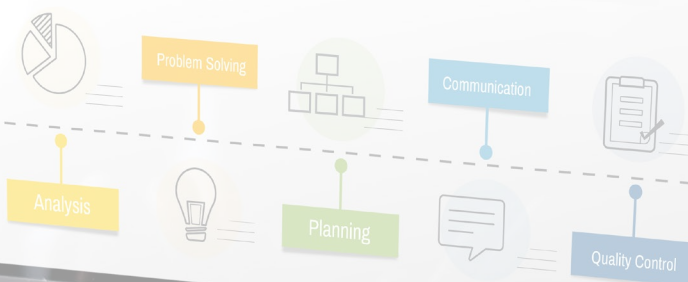 Analysis
Problem Solving
Planning
Communication
Quality Control